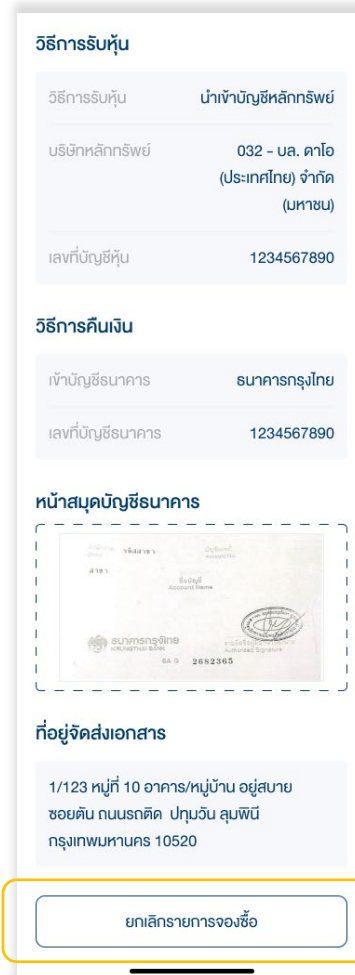 วิธีการรับหุ้น
วิธีการรับหุ้น นำเข้าบัญชีหลักทรัพย์
บริษัทหลักทรัพย์ 032 - บล. ดาโอ
(ประเทศไทย) จำกัด
(มหาชน)
เลขที่บัญชีหุ้น 1234567890
วิธีการคืนเงิน
เข้าบัญชีธนาคาร ธนาคารกรุงไทย
เลขที่บัญชีธนาคาร 1234567890
หน้าสมุดบัญชีธนาคาร
รหัสสาขา
สาขา
ชื่อบัญชี
Account Name
ธนาคารกรุงไทย
KRUNGTHAI BANK
Authorized Signature
SA G 2682365
ที่อยู่จัดส่งเอกสาร
1/123 หมู่ที่ 10 อาคาร/หมู่บ้าน อยู่สบาย
ซอยตัน ถนนรถติด ปทุมวัน ลุมพินี
กรุงเทพมหานคร 10520
ยกเลิกรายการจองซื้อ